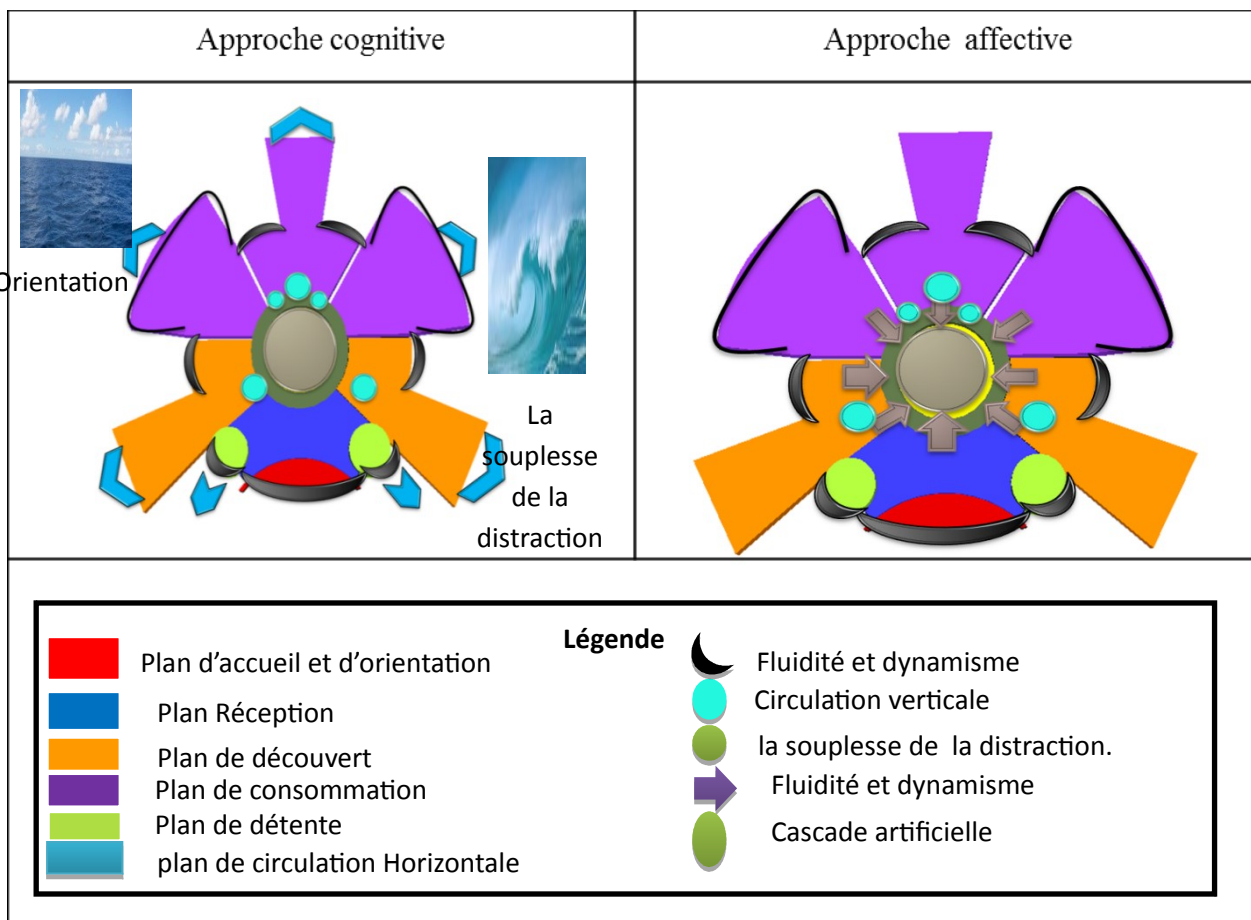 Approche cognitive
Approche affective
Orientation
La
souplesse
de la
distraction
Légende
Plan d'accueil et d'orientation
Plan Réception
Plan de découvert
Plan de consommation
Plan de détente
plan de circulation Horizontale
Fluidité et dynamisme
Circulation verticale
la souplesse de la distraction.
Fluidité et dynamisme
Cascade artificielle